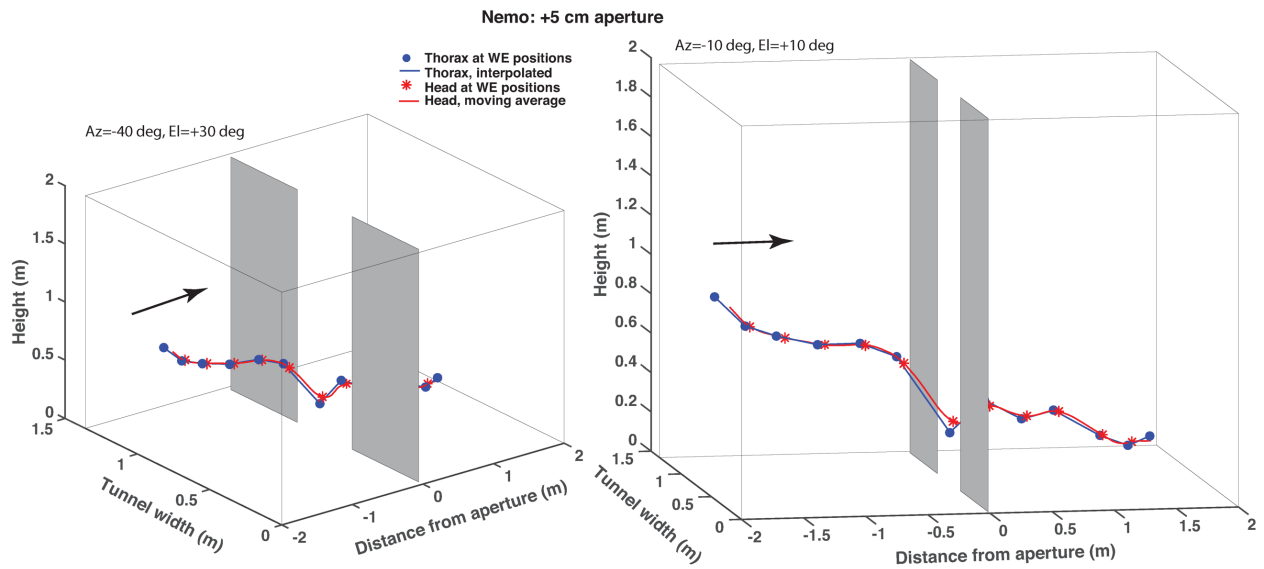 Nemo: +5 cm aperture
Thorax at WE positions
Thorax, interpolated
Head at WE positions
Head, moving average
Az=-40 deg, El=+30 deg
2
1.5
1
0.5
0
Height (m)
1.5
1
0.5
0
Tunnel width (m)
-2
-1
0
1
2
Distance from aperture (m)
Az=-10 deg, El=+10 deg
2
1.8
1.6
1.4
1.2
1
0.8
0.6
0.4
0.2
0
Height (m)
1.5
1
0.5
0
Tunnel width (m)
-2
-1.5
-1
-0.5
0
0.5
1
1.5
2
Distance from aperture (m)